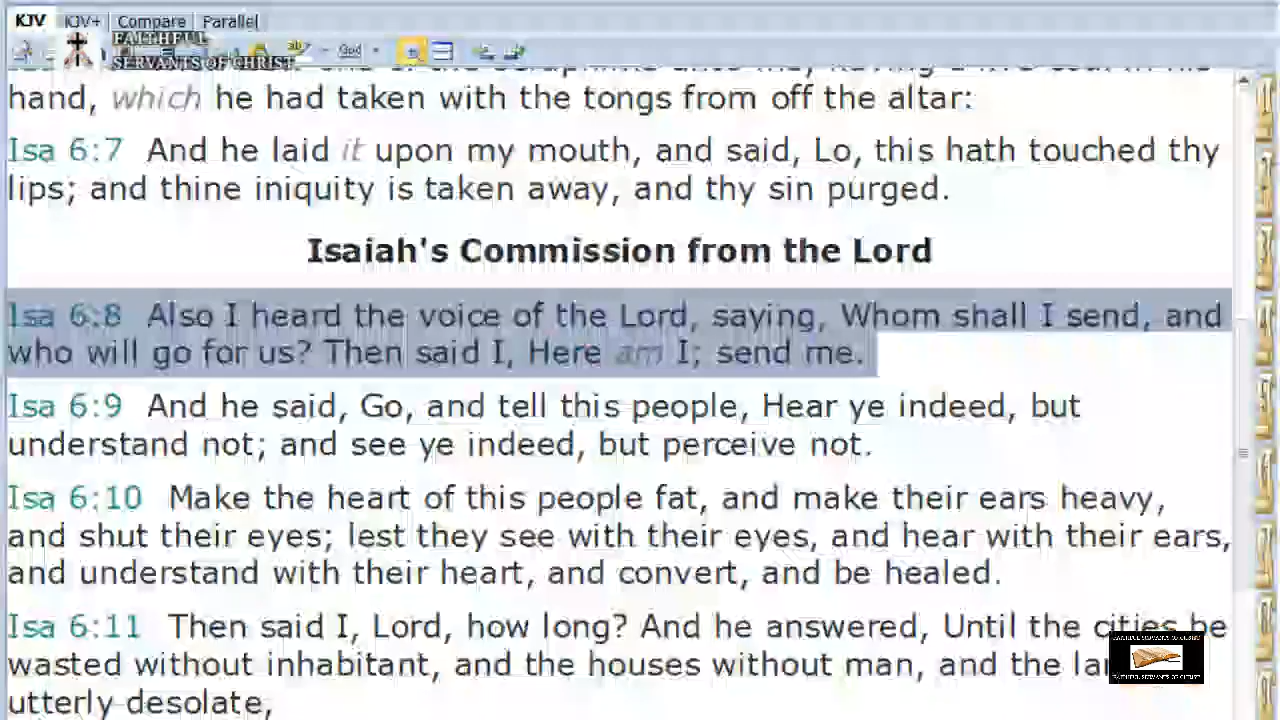 KJV KJV+ Compare Parallel
FAITHFUL
SERVANTS OF CHRIST
hand, which he had taken with the tongs from off the altar:
Isa 6:7 And he laid it upon my mouth, and said, Lo, this hath touched thy
lips; and thine iniquity is taken away, and thy sin purged.
Isaiah's Commission from the Lord
Isa 6:8 Also I heard the voice of the Lord, saying, Whom shall I send, and
who will go for us? Then said I, Here am I; send me.
Isa 6:9 And he said, Go, and tell this people, Hear ye indeed, but
understand not; and see ye indeed, but perceive not.
Isa 6:10 Make the heart of this people fat, and make their ears heavy,
and shut their eyes; lest they see with their eyes, and hear with their ears,
and understand with their heart, and convert, and be healed.
Isa 6:11 Then said I, Lord, how long? And he answered, Until the cities be
wasted without inhabitant, and the houses without man, and the
utterly desolate,
FAITHFUL SERVANTS OF CHRIST
FAITHFUL SERVANTS OF CHRIST